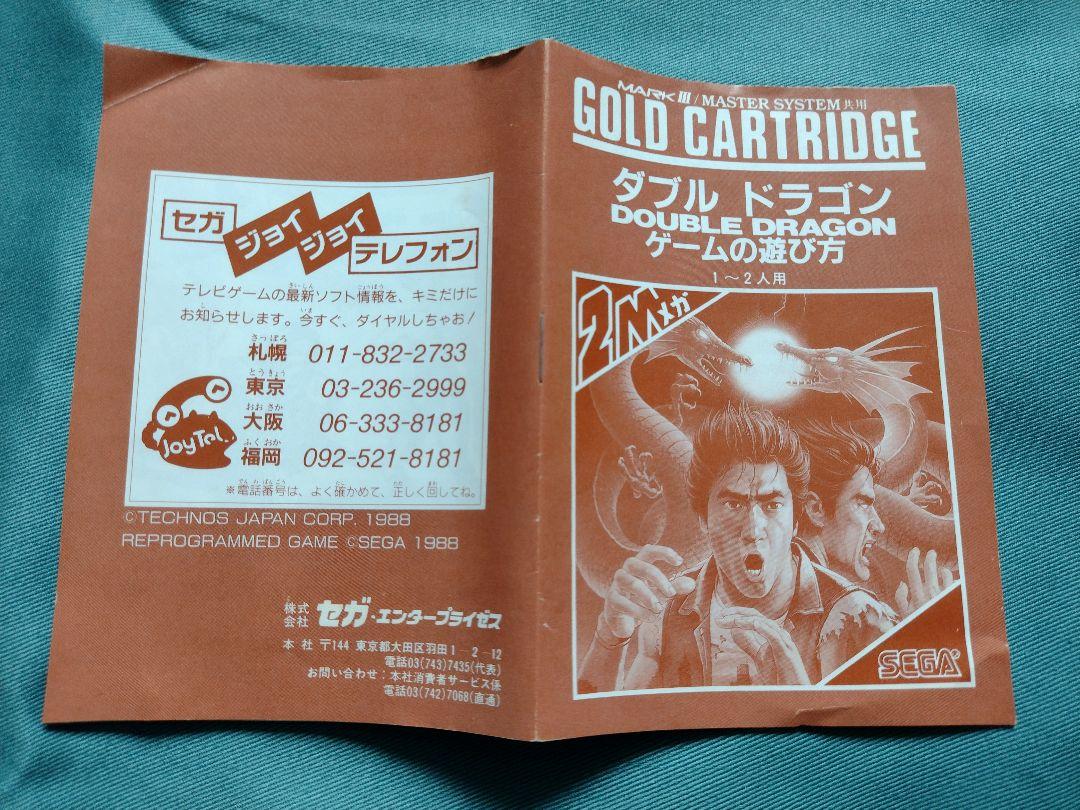 セガ ジョイ ジョイ テレフォン
テレビゲームの最新ソフト情報を、キミだけに
お知らせします。今すぐ、ダイヤルしちゃお!
札幌 011-832-2733
東京 03-236-2999
大阪 06-333-8181
福岡 092-521-8181
JoyTel.
※電話番号は、よく確かめて、正しく回してね。
©TECHNOS JAPAN CORP. 1988
REPROGRAMMED GAME ©SEGA 1988
株式会社 セガ・エンタープライゼス
本社 〒144 東京都大田区羽田1-2-12
電話03(743)7435(代表)
お問い合わせ:本社消費者サービス係
電話03(742)7068(直通)
MARK III/MASTER SYSTEM共用
GOLD CARTRIDGE
ダブル ドラゴン
DOUBLE DRAGON
ゲームの遊び方
1~2人用
2Mメガ
SEGA®